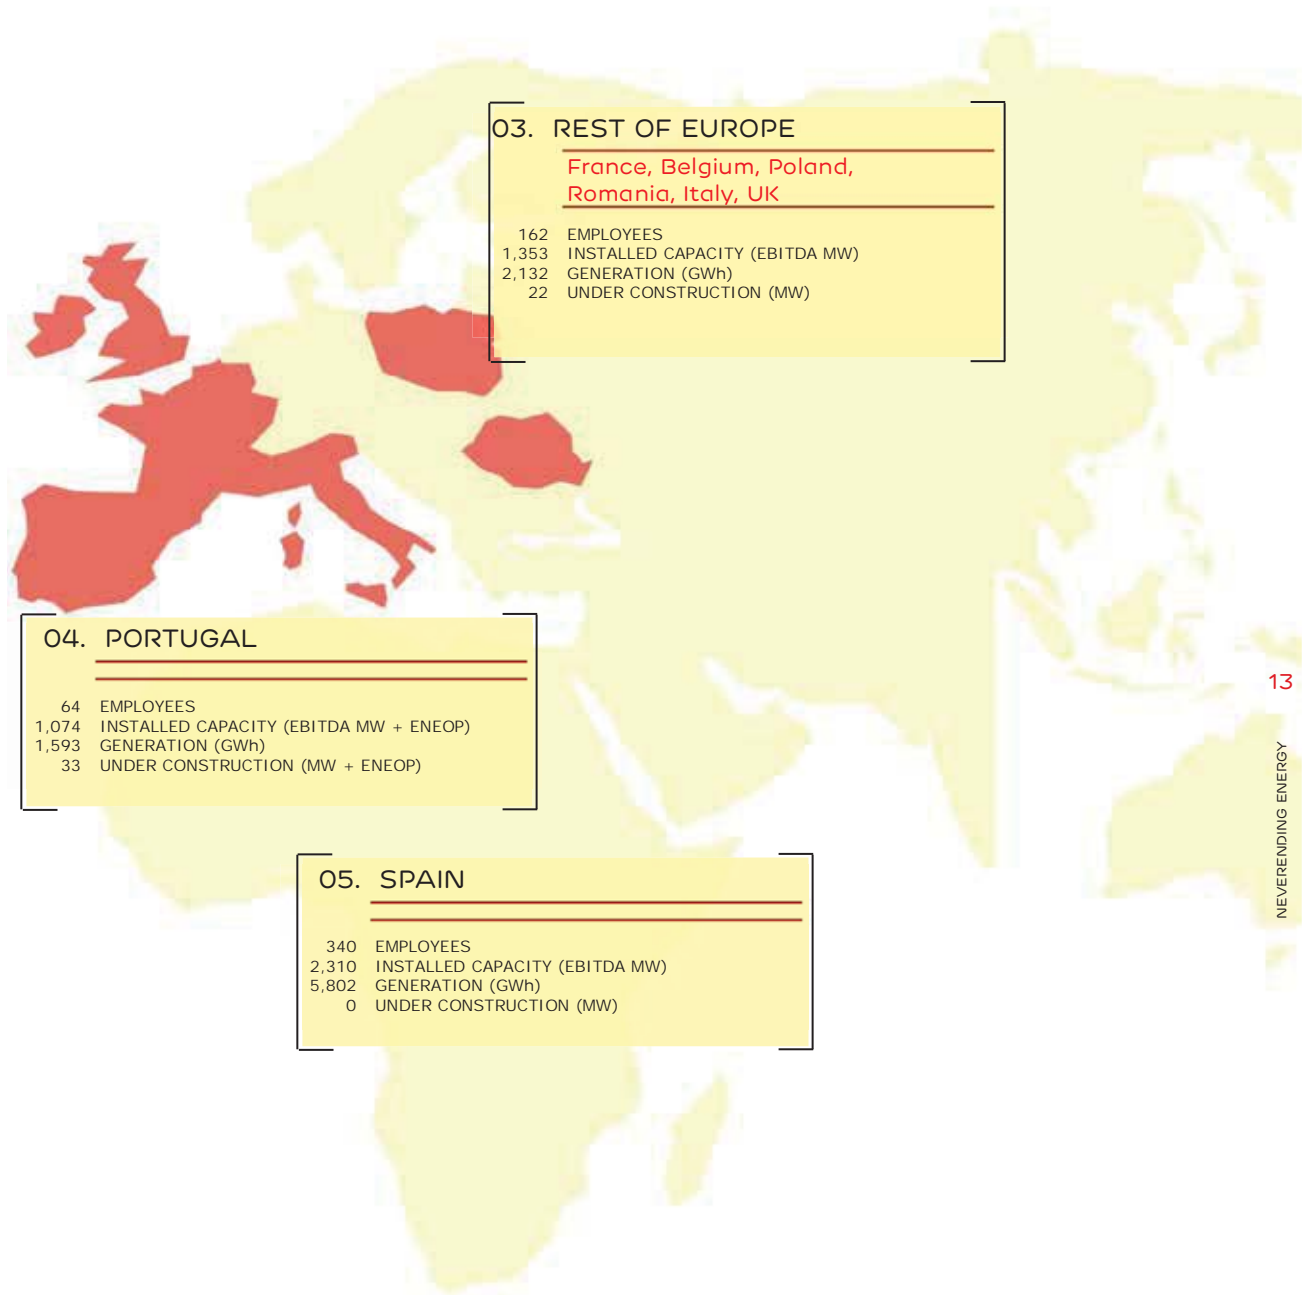 03. REST OF EUROPE
France, Belgium, Poland,
Romania, Italy, UK
162 EMPLOYEES
1,353 INSTALLED CAPACITY (EBITDA MW)
2,132 GENERATION (GWh)
22 UNDER CONSTRUCTION (MW)
04. PORTUGAL
64 EMPLOYEES
1,074 INSTALLED CAPACITY (EBITDA MW + ENEOP)
1,593 GENERATION (GWh)
33 UNDER CONSTRUCTION (MW + ENEOP)
05. SPAIN
340 EMPLOYEES
2,310 INSTALLED CAPACITY (EBITDA MW)
5,802 GENERATION (GWh)
0 UNDER CONSTRUCTION (MW)
13
NEVERENDING ENERGY